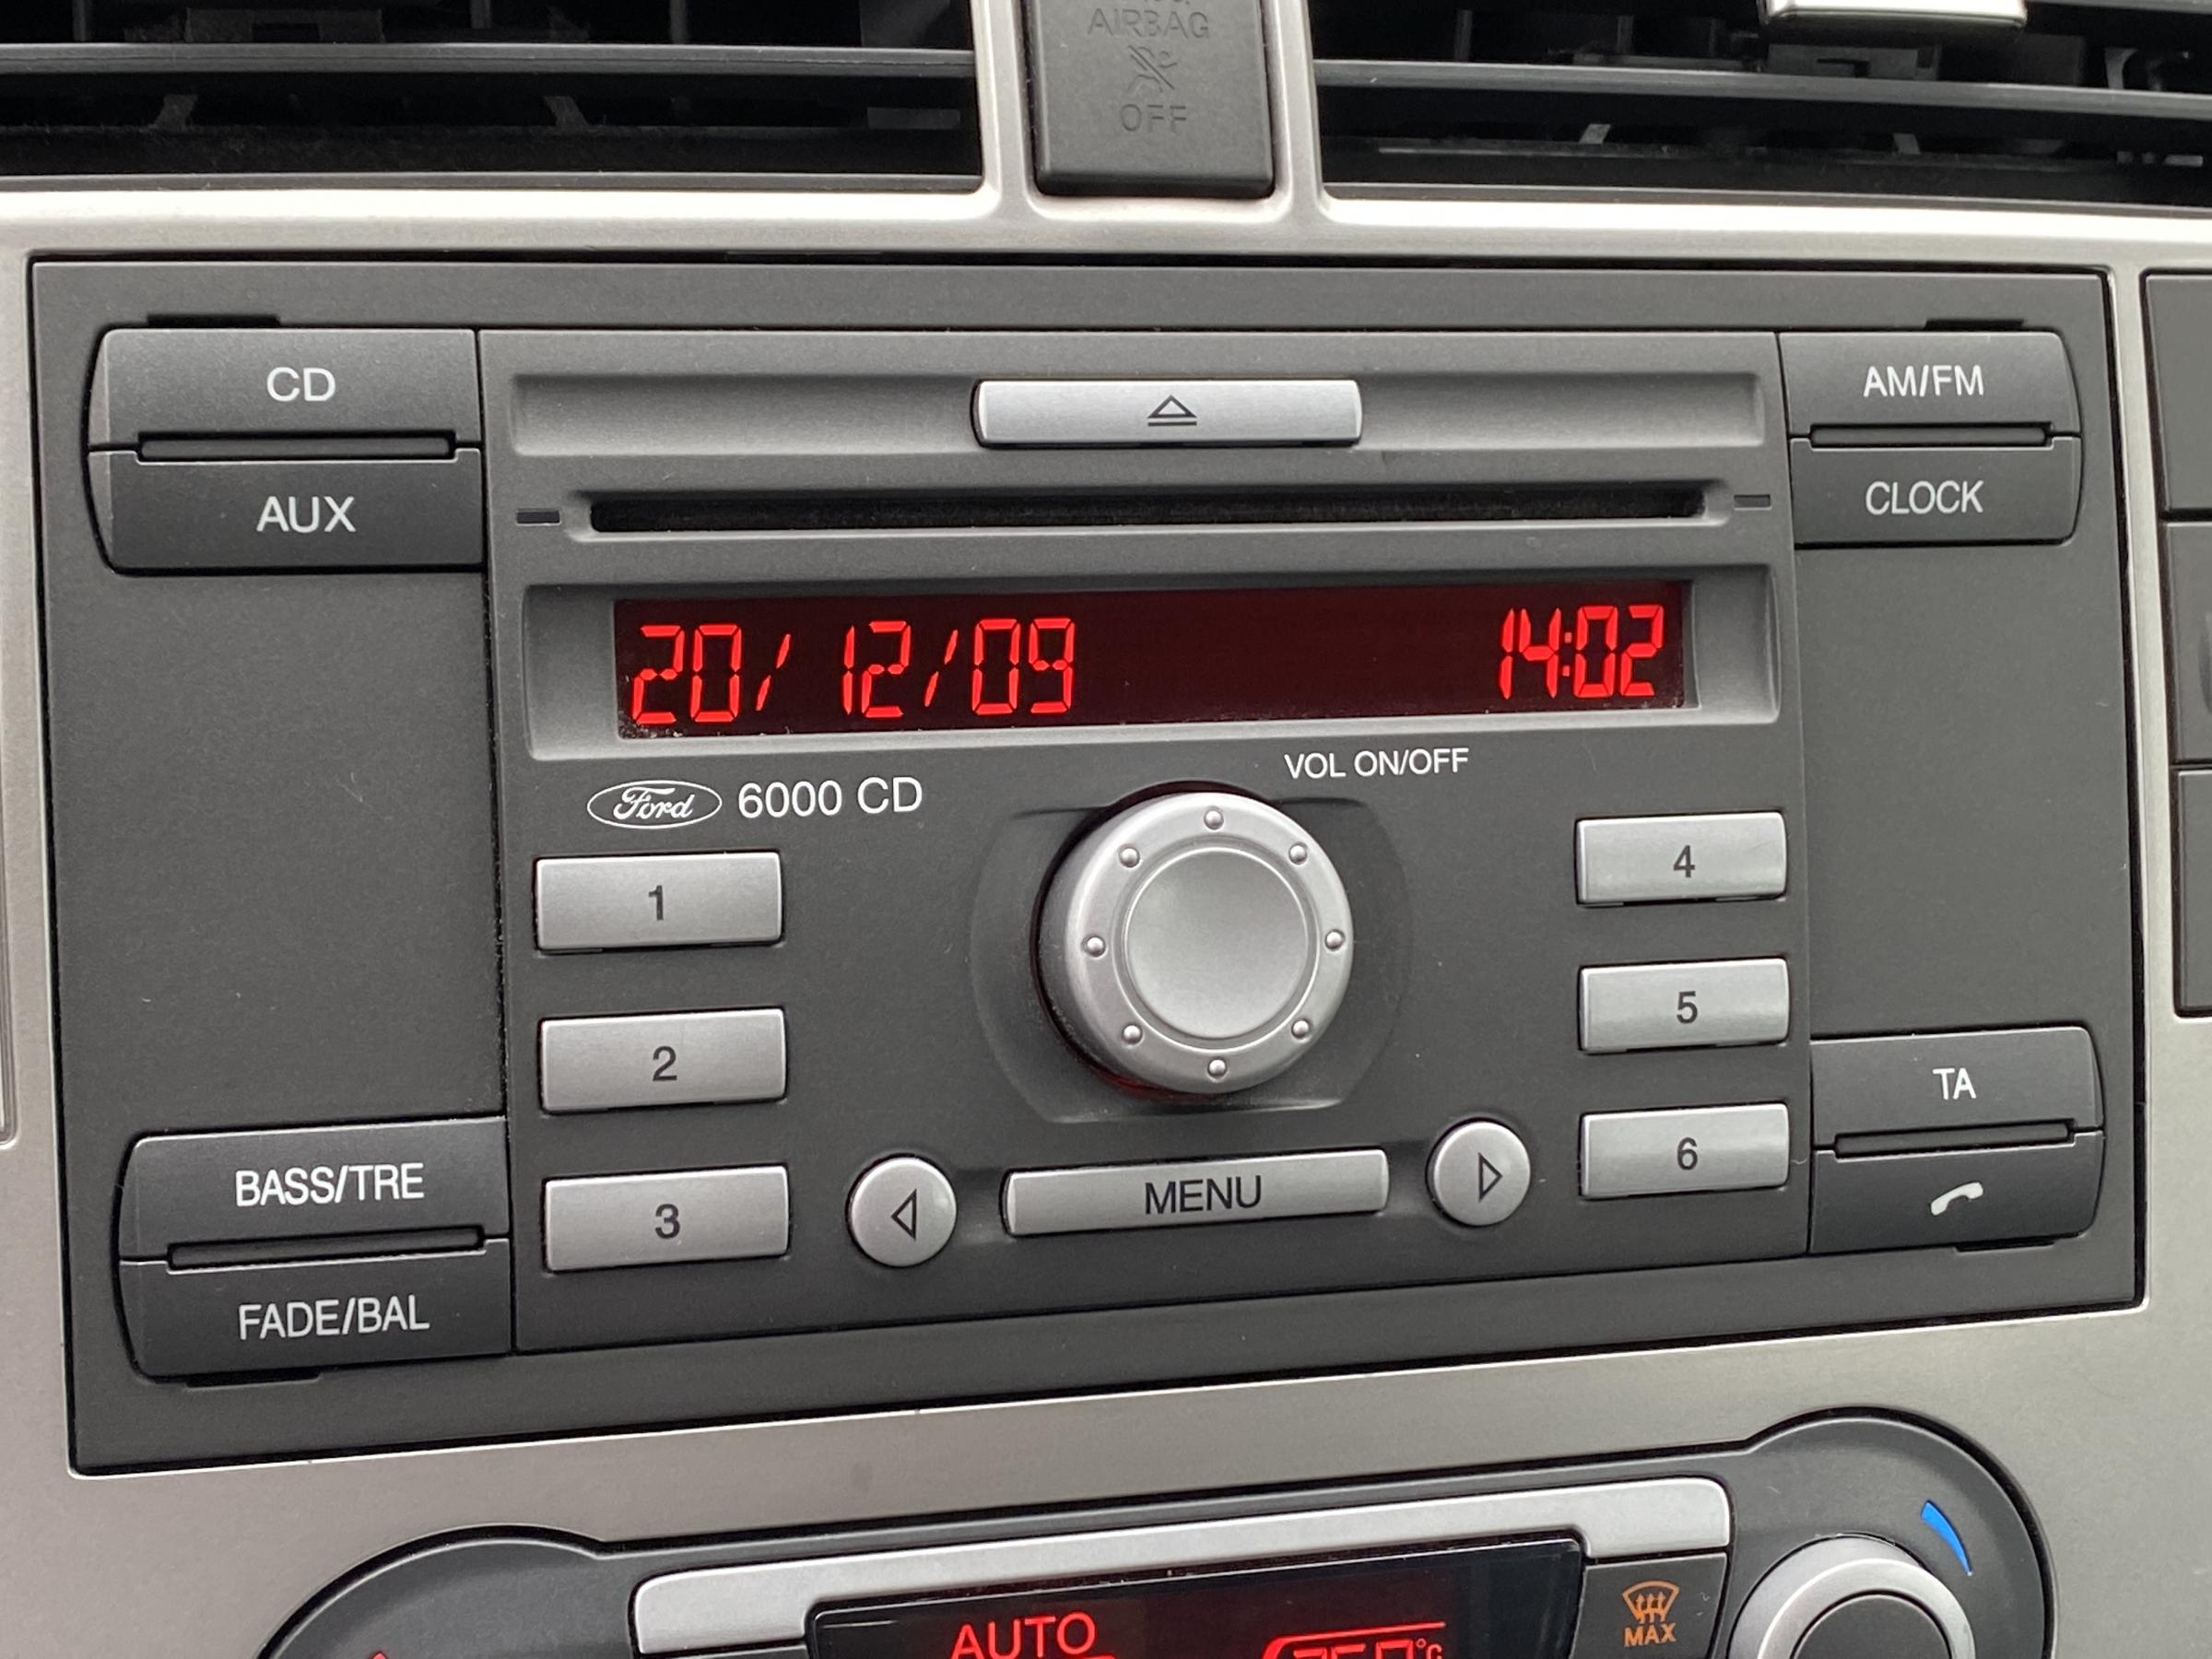 AIRBAG
OFF
CD
AUX
AM/FM
CLOCK
20/12/09 14:02
VOL ON/OFF
Ford 6000 CD
1
2
3
4
5
6
MENU
BASS/TRE
FADE/BAL
TA
AUTO
°C
MAX